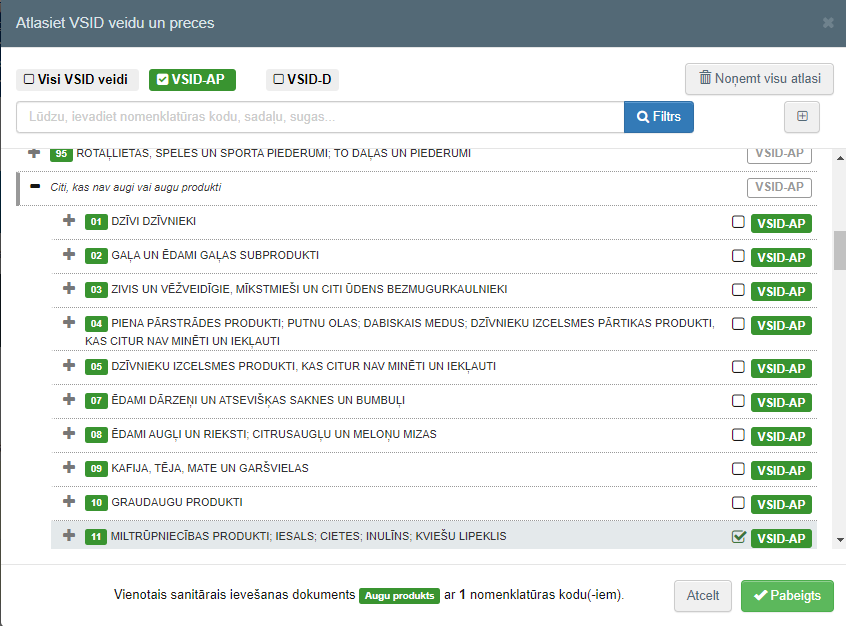 Atlasiet VSID veidu un preces
Visi VSID veidi VSID-AP VSID-D Noņemt visu atlasi
Lūdzu, ievadiet nomenklatūras kodu, sadaļu, sugas... Filtrs
95 ROTAĻLIETAS, SPĒLES UN SPORTA PIEDERUMI; TO DAĻAS UN PIEDERUMI VSID-AP
Citi, kas nav augi vai augu produkti VSID-AP
01 DZĪVI DZĪVNIEKI VSID-AP
02 GAĻA UN ĒDAMI GAĻAS SUBPRODUKTI VSID-AP
03 ZIVIS UN VĒŽVEIDĪGIE, MĪKSTMIEŠI UN CITI ŪDENS BEZMUGURKAULNIEKI VSID-AP
04 PIENA PĀRSTRĀDES PRODUKTI; PUTNU OLAS; DABISKAIS MEDUS; DZĪVNIEKU IZCELSMES PĀRTIKAS PRODUKTI, VSID-AP
KAS CITUR NAV MINĒTI UN IEKĻAUTI
05 DZĪVNIEKU IZCELSMES PRODUKTI, KAS CITUR NAV MINĒTI UN IEKĻAUTI VSID-AP
07 ĒDAMI DĀRZEŅI UN ATSEVIŠĶAS SAKNES UN BUMBUĻI VSID-AP
08 ĒDAMI AUGĻI UN RIEKSTI; CITRUSAUGĻU UN MELOŅU MIZAS VSID-AP
09 KAFIJA, TĒJA, MATE UN GARŠVIELAS VSID-AP
10 GRAUDAUGU PRODUKTI VSID-AP
11 MILTRŪPNIECĪBAS PRODUKTI; IESALS; CIETES; INULĪNS; KVIEŠU LIPEKLIS VSID-AP
Vienotais sanitārais ievešanas dokuments Augu produkts ar 1 nomenklatūras kodu(-iem). Atcelt Pabeigts